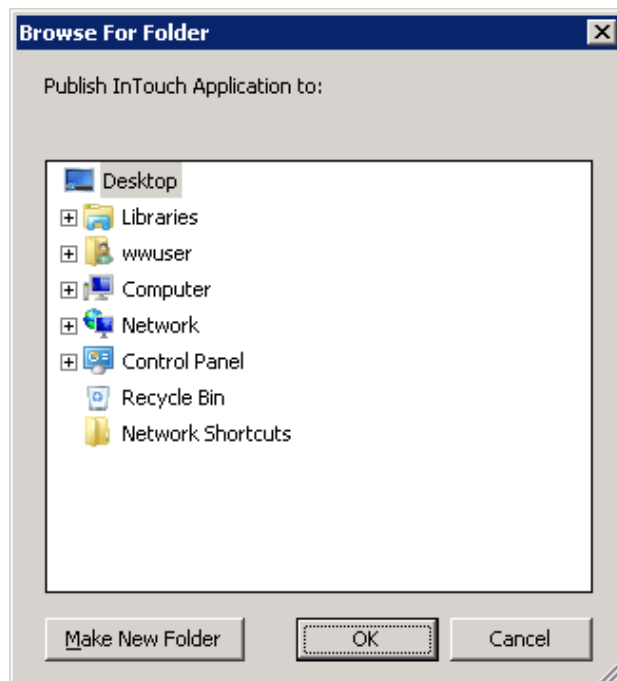 Browse For Folder
Publish InTouch Application to:
Desktop
Libraries
wwuser
Computer
Network
Control Panel
Recycle Bin
Network Shortcuts
Make New Folder OK Cancel